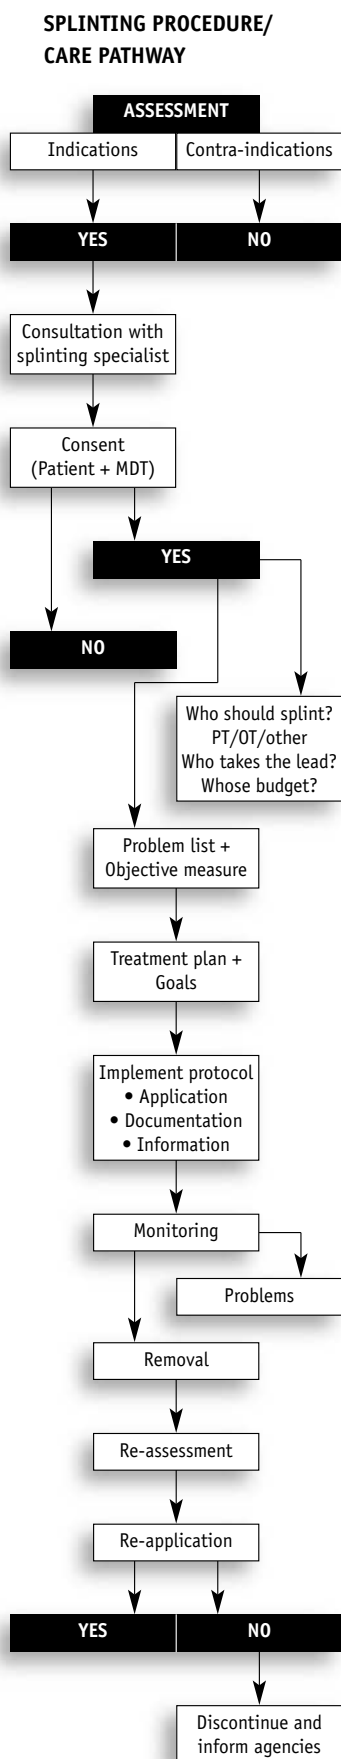 SPLINTING PROCEDURE/
CARE PATHWAY
ASSESSMENT
Indications
Contra-indications
YES
NO
Consultation with
splinting specialist
Consent
(Patient + MDT)
YES
NO
Who should splint?
PT/OT/other
Who takes the lead?
Whose budget?
Problem list +
Objective measure
Treatment plan +
Goals
Implement protocol
• Application
• Documentation
• Information
Monitoring
Problems
Removal
Re-assessment
Re-application
YES
NO
Discontinue and
inform agencies